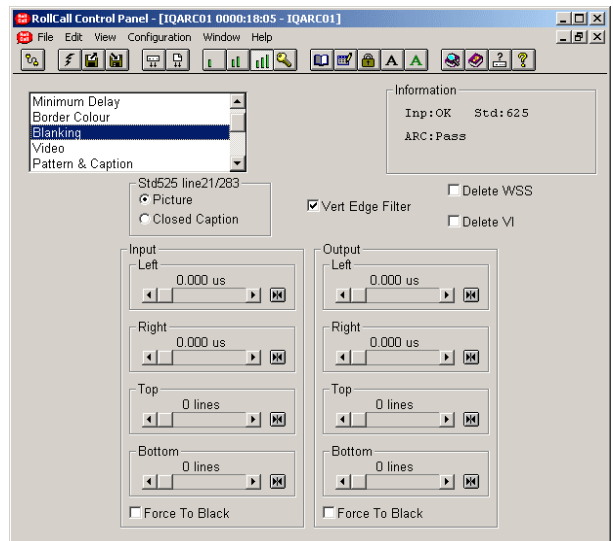 RollCall Control Panel - [IQARC01 0000:18:05 - IQARC01]
File Edit View Configuration Window Help
A A
Minimum Delay
Border Colour
Blanking
Video
Pattern & Caption
Information
Inp:OK Std:625
ARC:Pass
Std525 line21/283
Picture
Closed Caption
Vert Edge Filter
Delete WSS
Delete VI
Input
Left
0.000 us
Right
0.000 us
Top
0 lines
Bottom
0 lines
Force To Black
Output
Left
0.000 us
Right
0.000 us
Top
0 lines
Bottom
0 lines
Force To Black